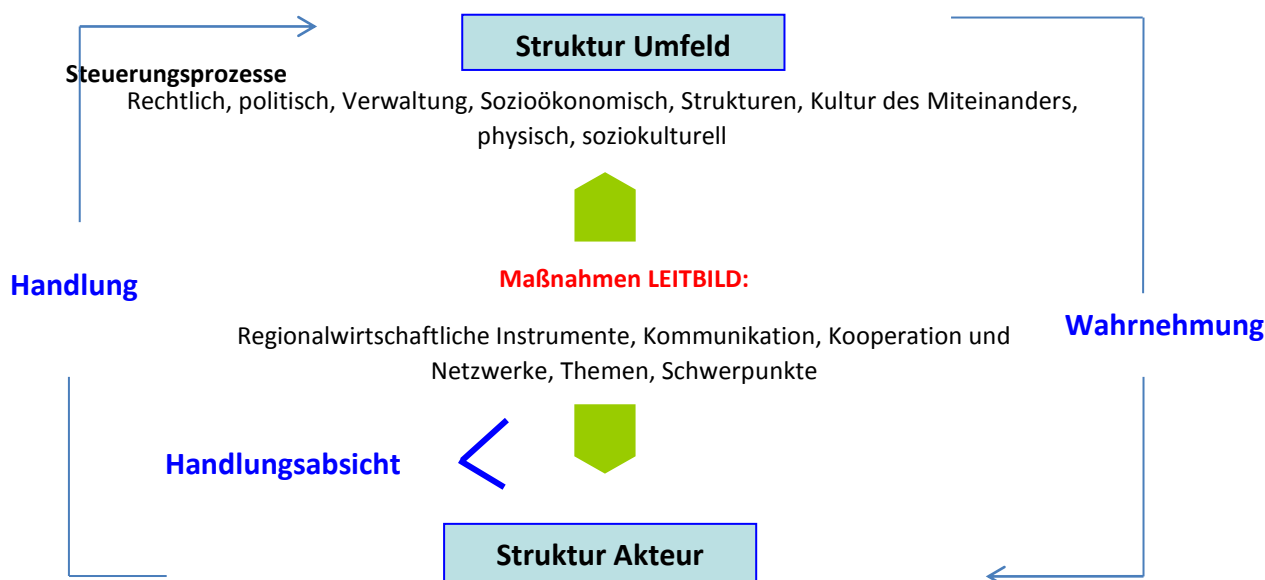 Struktur Umfeld
Steuerungsprozesse
Rechtlich, politisch, Verwaltung, Sozioökonomisch, Strukturen, Kultur des Miteinanders,
physisch, soziokulturell
Maßnahmen LEITBILD:
Handlung
Wahrnehmung
Regionalwirtschaftliche Instrumente, Kommunikation, Kooperation und
Netzwerke, Themen, Schwerpunkte
Handlungsabsicht
Struktur Akteur